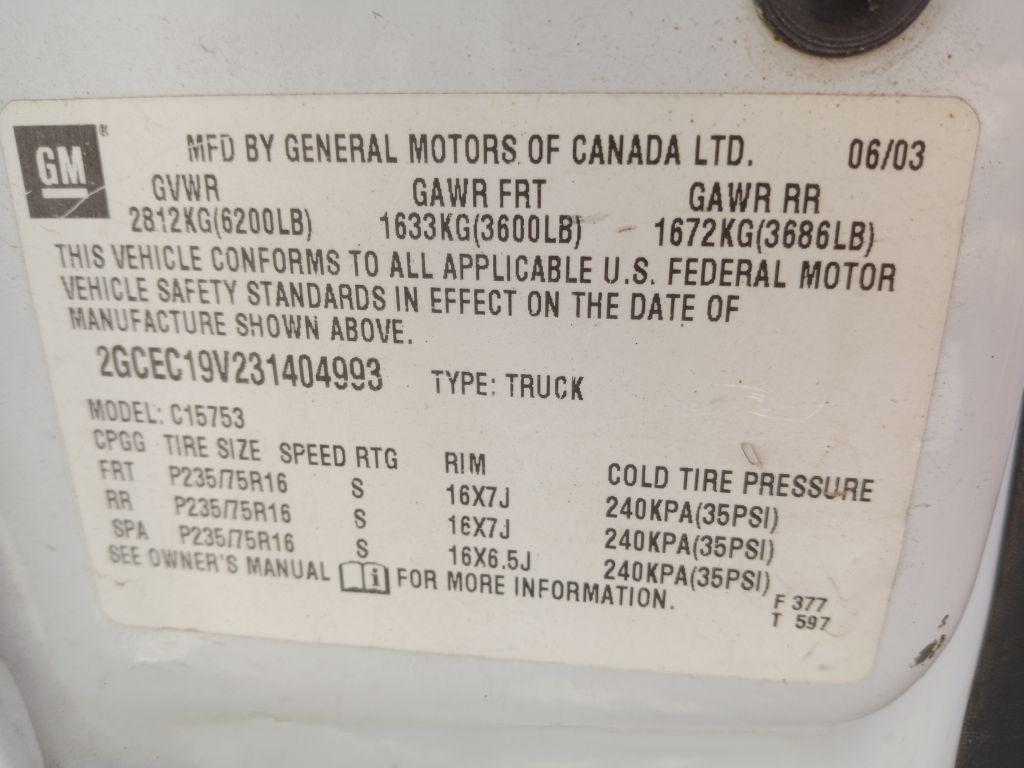 GM ®
MFD BY GENERAL MOTORS OF CANADA LTD. 06/03
GVWR GAWR FRT GAWR RR
2812KG(6200LB) 1633KG(3600LB) 1672KG(3686LB)
THIS VEHICLE CONFORMS TO ALL APPLICABLE U.S. FEDERAL MOTOR
VEHICLE SAFETY STANDARDS IN EFFECT ON THE DATE OF
MANUFACTURE SHOWN ABOVE.
2GCEC19V231404993 TYPE: TRUCK
MODEL: C15753
CPGG TIRE SIZE SPEED RTG RIM COLD TIRE PRESSURE
FRT P235/75R16 S 16X7J 240KPA(35PSI)
RR P235/75R16 S 16X7J 240KPA(35PSI)
SPA P235/75R16 S 16X6.5J 240KPA(35PSI)
SEE OWNER'S MANUAL i FOR MORE INFORMATION.
F 377
T 597